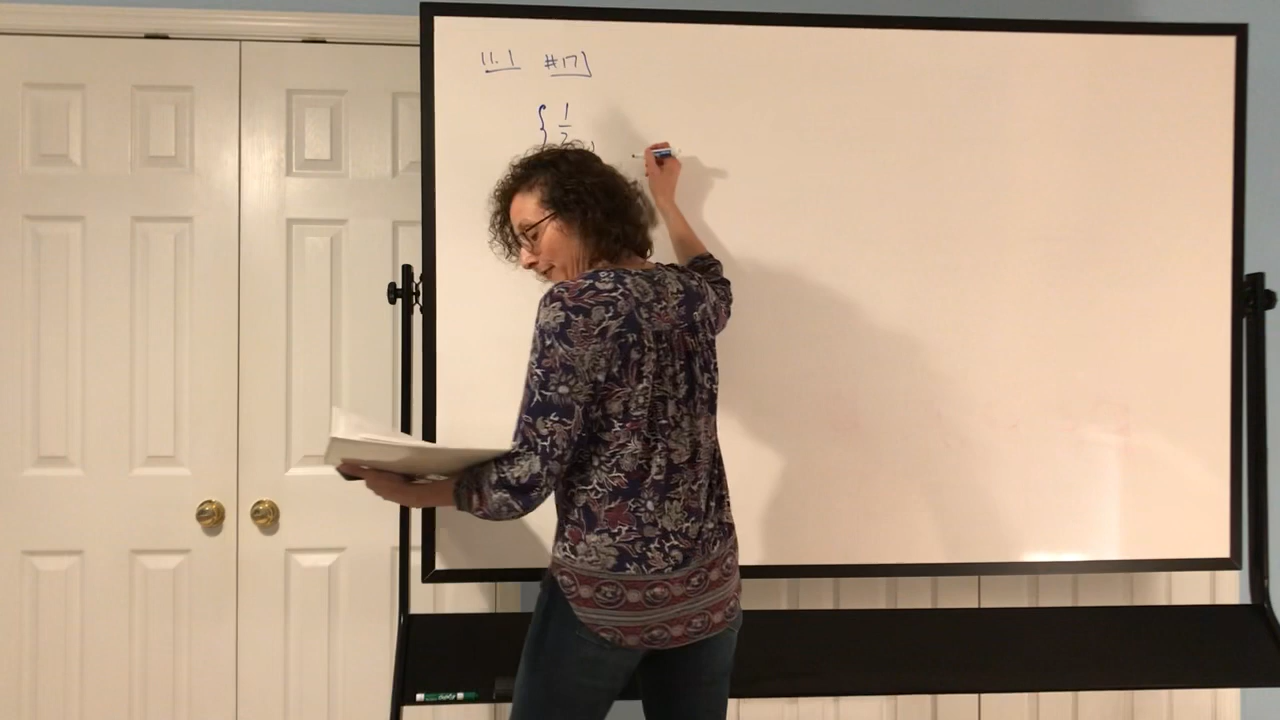 11.1 #17]
{ 1/2 ,